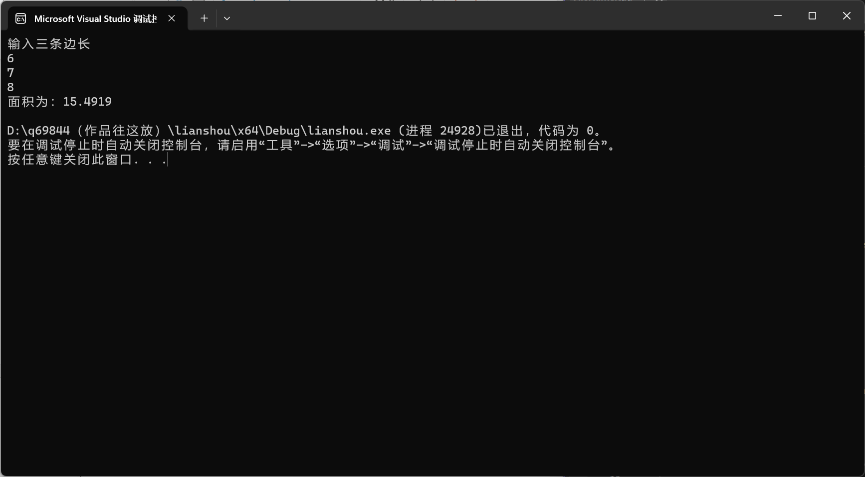 Microsoft Visual Studio 调试
输入三条边长
6
7
8
面积为：15.4919
D:\q69844（作品往这放）\lianshou\x64\Debug\lianshou.exe (进程 24928)已退出，代码为 0。
要在调试停止时自动关闭控制台，请启用“工具”->“选项”->“调试”->“调试停止时自动关闭控制台”。
按任意键关闭此窗口. . .